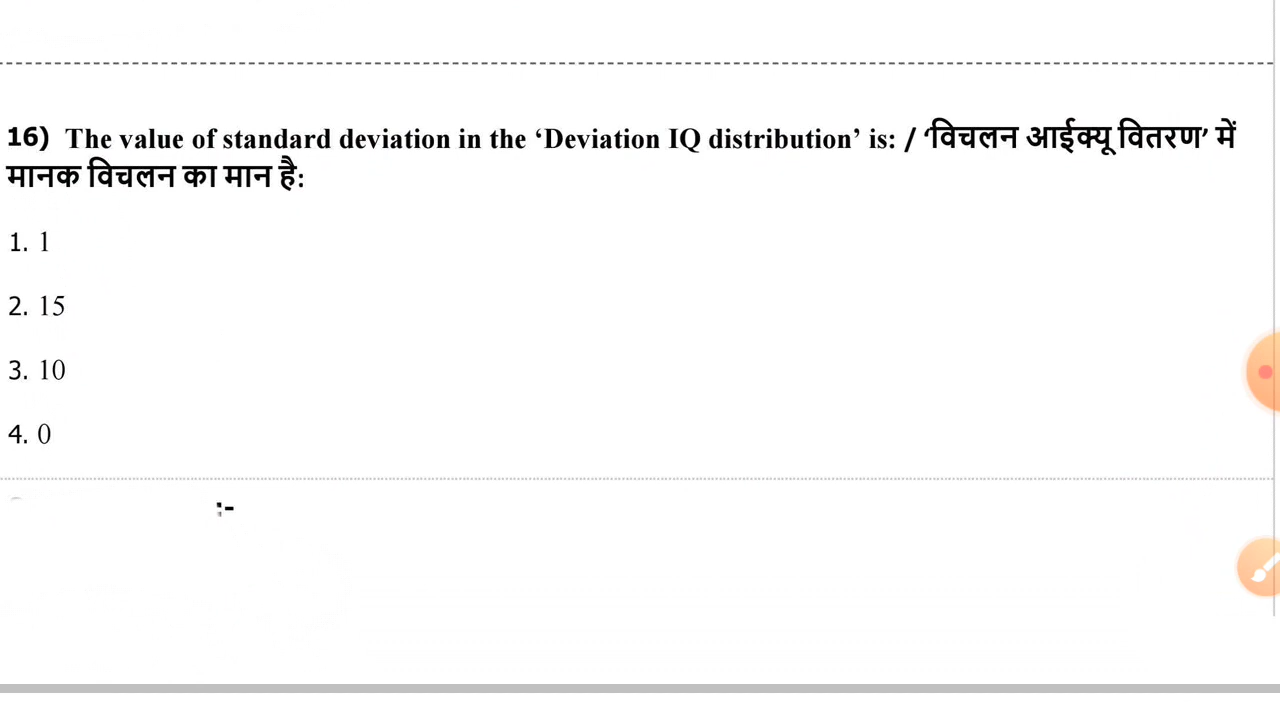 16) The value of standard deviation in the ‘Deviation IQ distribution’ is: / ‘विचलन आईक्यू वितरण’ में
मानक विचलन का मान है:
1. 1
2. 15
3. 10
4. 0
:-